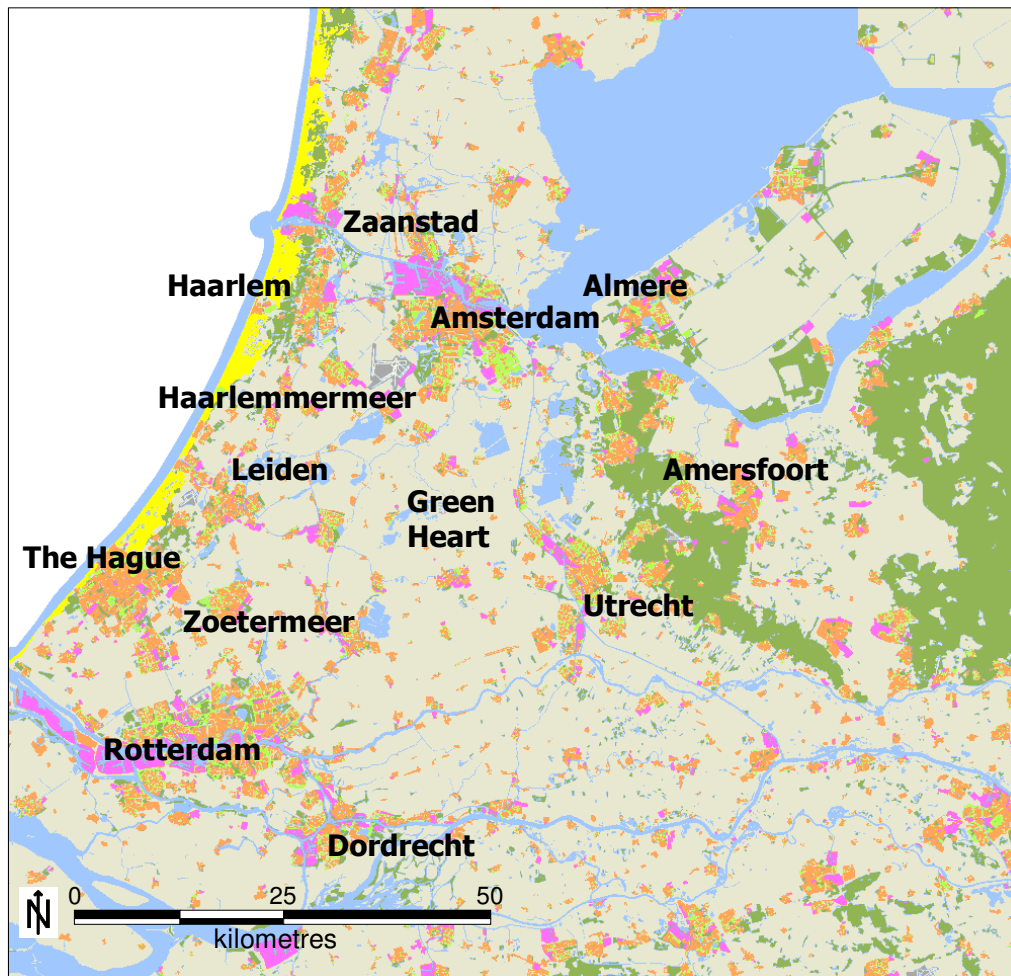 Zaanstad
Haarlem
Almere
Amsterdam
Haarlemmermeer
Leiden
Amersfoort
Green
Heart
The Hague
Utrecht
Zoetermeer
Rotterdam
Dordrecht
N
0 25 50
kilometres